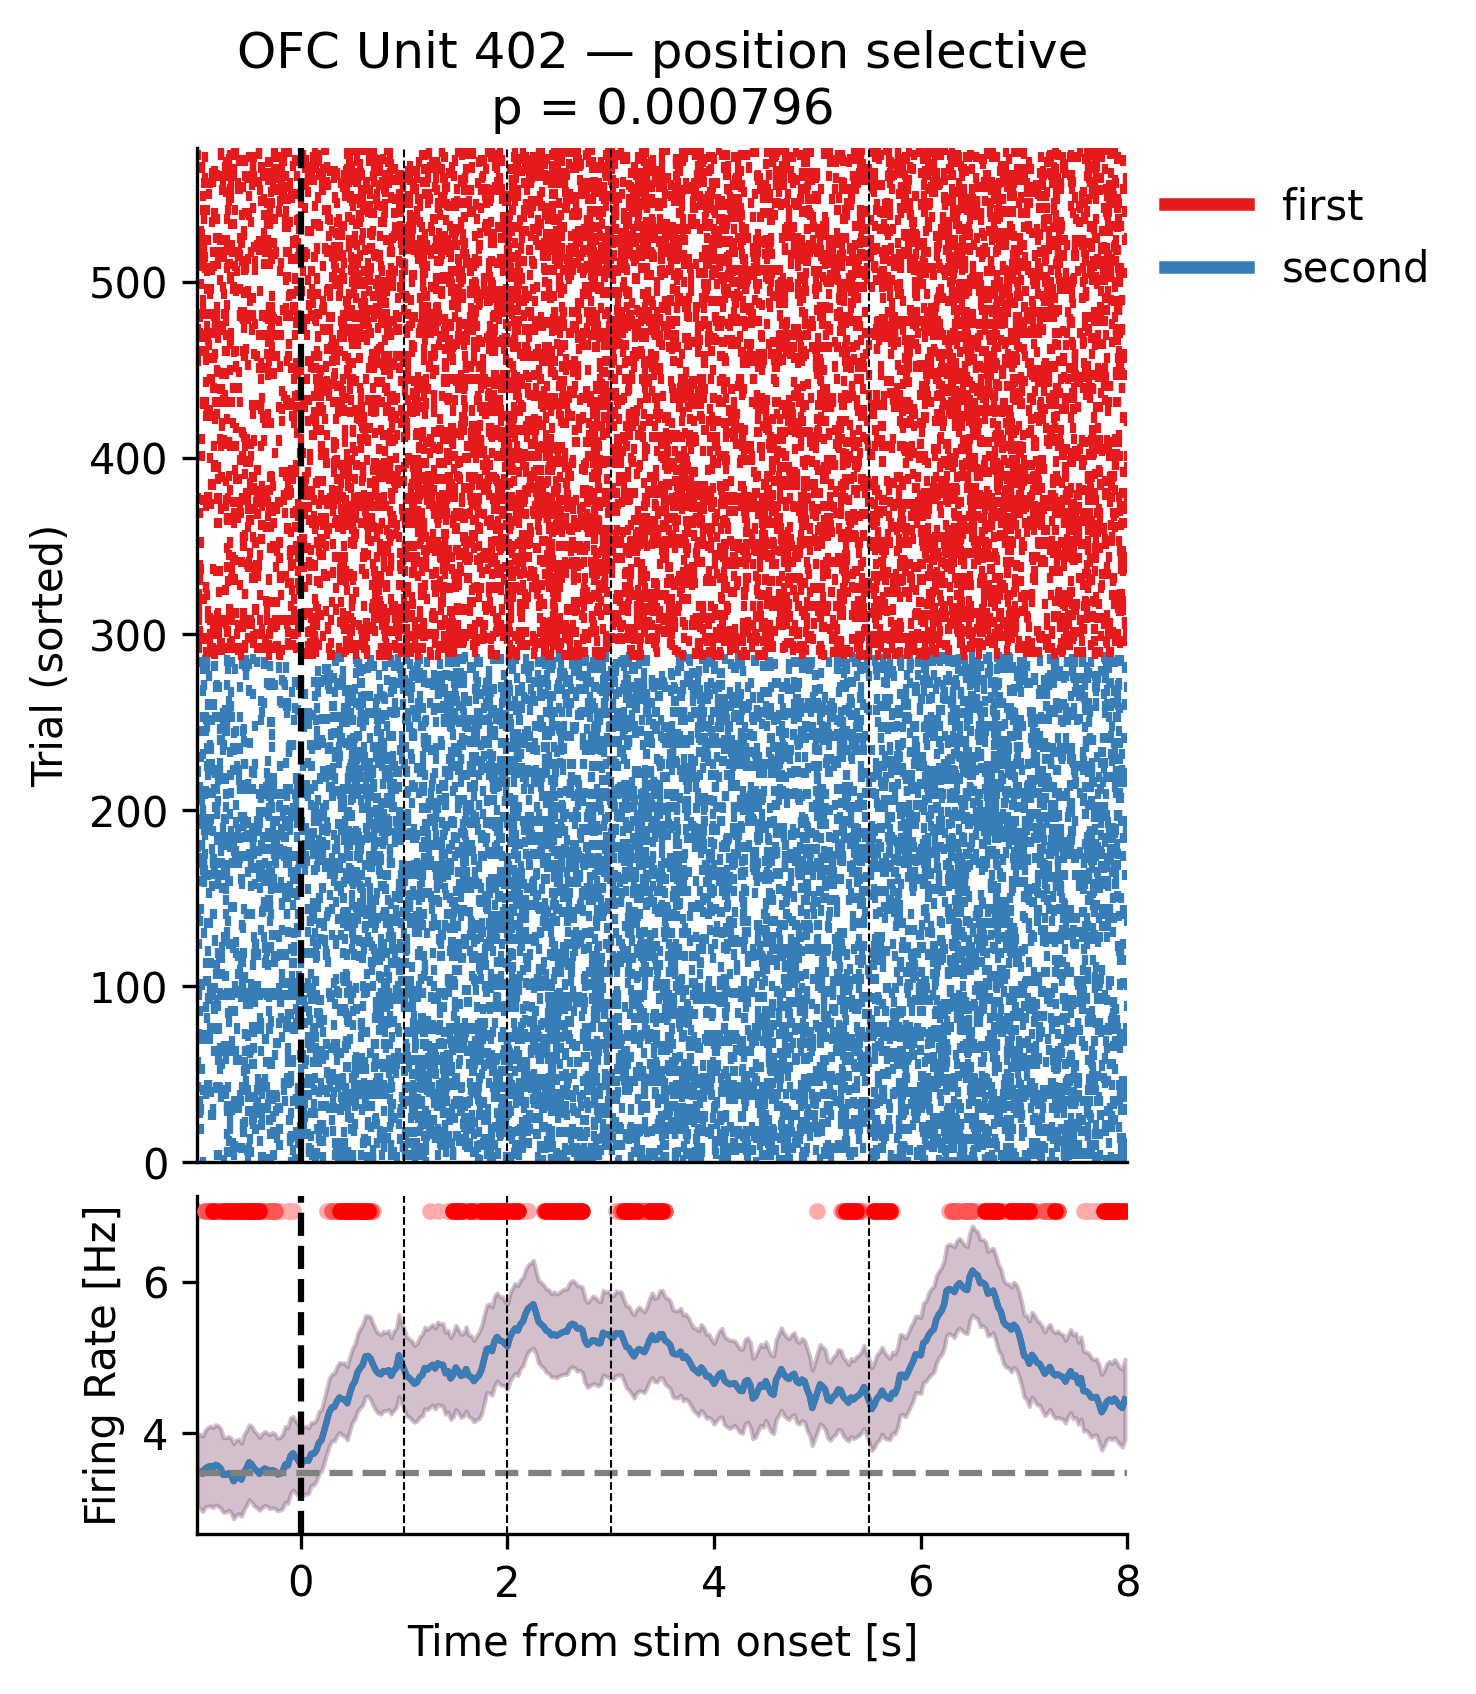 OFC Unit 402 — position selective
p = 0.000796
first
second
Trial (sorted)
500
400
300
200
100
0
Firing Rate [Hz]
6
4
0 2 4 6 8
Time from stim onset [s]